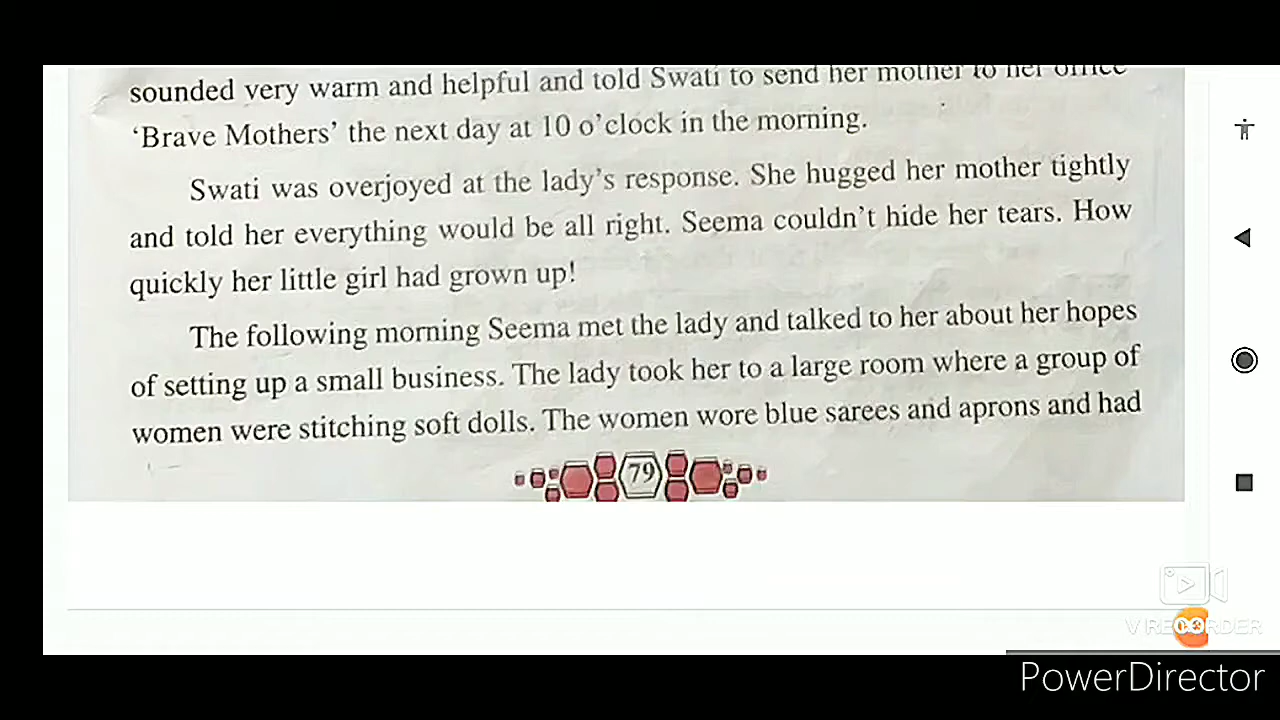 sounded very warm and helpful and told Swati to send her mother to her office
‘Brave Mothers’ the next day at 10 o’clock in the morning.
Swati was overjoyed at the lady’s response. She hugged her mother tightly
and told her everything would be all right. Seema couldn’t hide her tears. How
quickly her little girl had grown up!
The following morning Seema met the lady and talked to her about her hopes
of setting up a small business. The lady took her to a large room where a group of
women were stitching soft dolls. The women wore blue sarees and aprons and had
79
V RECORDER
PowerDirector